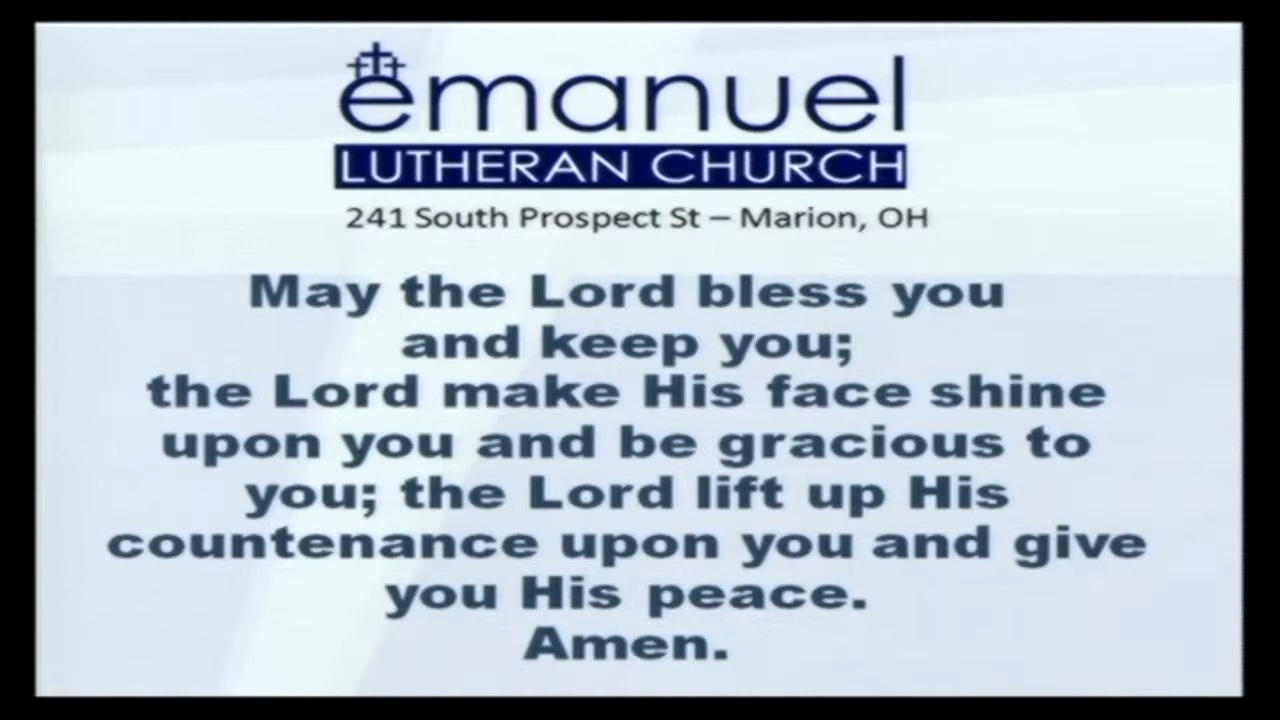 emanuel
LUTHERAN CHURCH
241 South Prospect St – Marion, OH
May the Lord bless you
and keep you;
the Lord make His face shine
upon you and be gracious to
you; the Lord lift up His
countenance upon you and give
you His peace.
Amen.